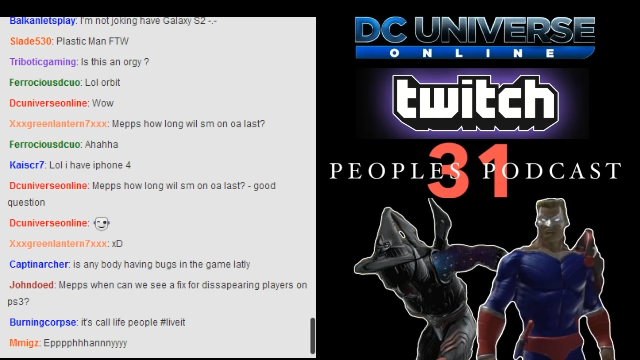 Balkanletsplay: I'm not joking have Galaxy S2 -.-
Slade530: Plastic Man FTW
Triboticgaming: Is this an orgy ?
Ferrociousdcuo: Lol orbit
Dcuniverseonline: Wow
Xxxgreenlantern7xxx: Mepps how long wil sm on oa last?
Ferrociousdcuo: Ahahha
Kaiscr7: Lol i have iphone 4
Dcuniverseonline: Mepps how long wil sm on oa last? - good
question
Dcuniverseonline:
Xxxgreenlantern7xxx: xD
Captinarcher: is any body having bugs in the game latly
Johndoed: Mepps when can we see a fix for dissapearing players on
ps3?
Burningcorpse: it's call life people #liveit
Mmigz: Epppphhhannnyyyy
DC UNIVERSE
ONLINE
twitch
31
PEOPLES PODCAST